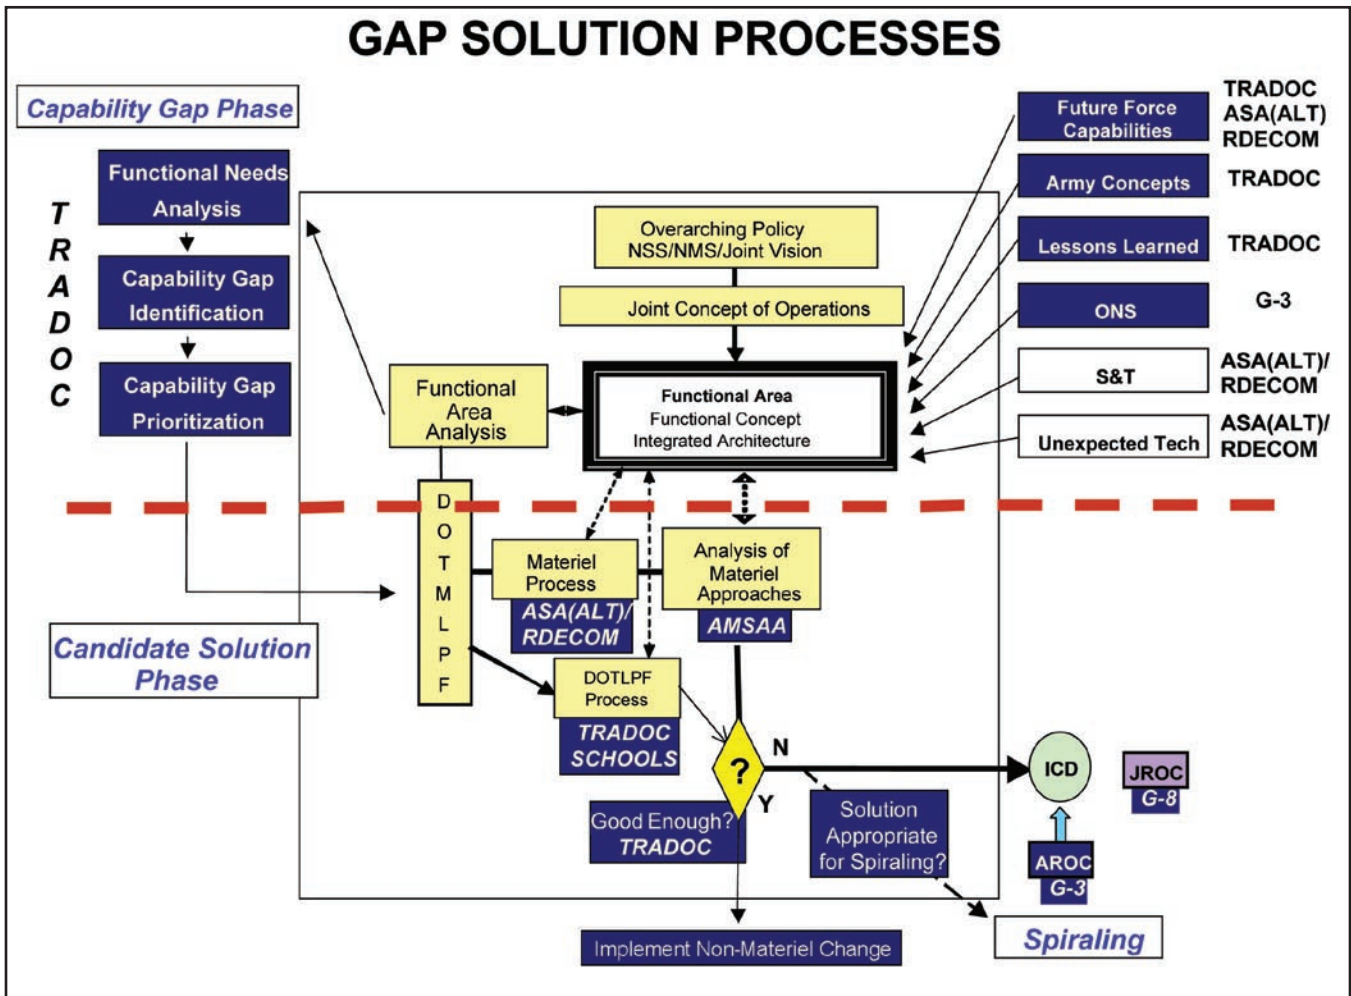 GAP SOLUTION PROCESSES
Capability Gap Phase
TRADOC
Functional Needs
Analysis
Capability Gap
Identification
Capability Gap
Prioritization
Overarching Policy
NSS/NMS/Joint Vision
Joint Concept of Operations
Functional
Area
Analysis
Functional Area
Functional Concept
Integrated Architecture
Future Force
Capabilities
TRADOC
ASA(ALT)
RDECOM
Army Concepts
TRADOC
Lessons Learned
TRADOC
ONS
G-3
S&T
ASA(ALT)/
RDECOM
Unexpected Tech
ASA(ALT)/
RDECOM
D
O
T
M
L
P
F
Materiel
Process
ASA(ALT)/
RDECOM
Analysis of
Materiel
Approaches
AMSAA
Candidate Solution
Phase
DOTLPF
Process
TRADOC
SCHOOLS
?
N
Y
Good Enough?
TRADOC
Solution
Appropriate
for Spiraling?
ICD
JROC
G-8
AROC
G-3
Implement Non-Materiel Change
Spiraling